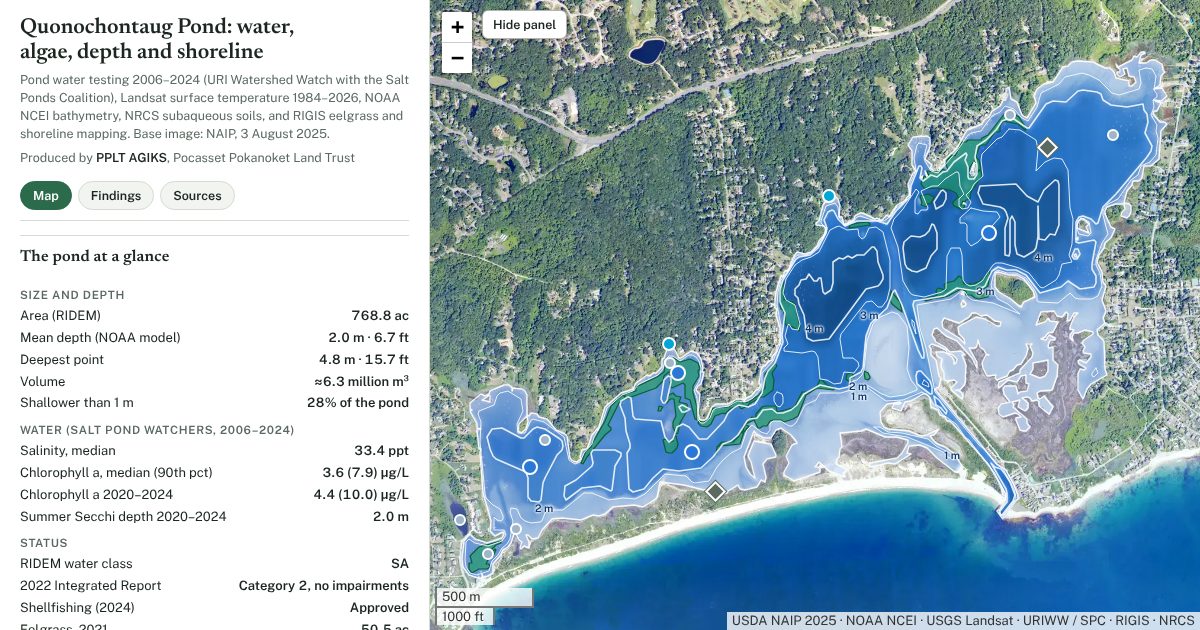 Quonochontaug Pond: water,
algae, depth and shoreline
Pond water testing 2006–2024 (URI Watershed Watch with the Salt
Ponds Coalition), Landsat surface temperature 1984–2026, NOAA
NCEI bathymetry, NRCS subaqueous soils, and RIGIS eelgrass and
shoreline mapping. Base image: NAIP, 3 August 2025.
Produced by PPLT AGIKS, Pocasset Pokanoket Land Trust
Map Findings Sources
The pond at a glance
SIZE AND DEPTH
Area (RIDEM) 768.8 ac
Mean depth (NOAA model) 2.0 m · 6.7 ft
Deepest point 4.8 m · 15.7 ft
Volume ≈6.3 million m³
Shallower than 1 m 28% of the pond
WATER (SALT POND WATCHERS, 2006–2024)
Salinity, median 33.4 ppt
Chlorophyll a, median (90th pct) 3.6 (7.9) µg/L
Chlorophyll a 2020–2024 4.4 (10.0) µg/L
Summer Secchi depth 2020–2024 2.0 m
STATUS
RIDEM water class SA
2022 Integrated Report Category 2, no impairments
Shellfishing (2024) Approved
Eelgrass, 2021 50.5 ac
+
−
Hide panel
4 m
3 m
3 m
4 m
2 m
1 m
1 m
2 m
500 m
1000 ft
USDA NAIP 2025 · NOAA NCEI · USGS Landsat · URIWW / SPC · RIGIS · NRCS